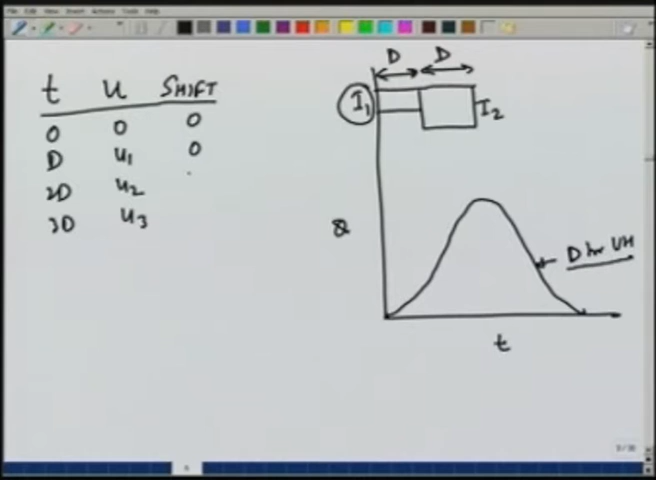 t u SHIFT
0 0 0
D u1 0
2D u2
3D u3
D D
I1 I2
Q
D hr UH
t